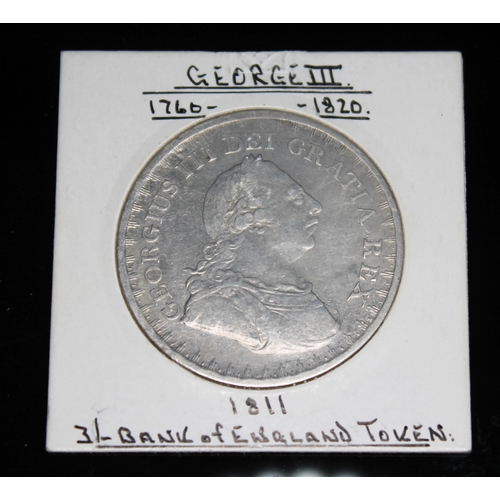 GEORGE III.
1760- -1820.
GEORGIUS III DEI GRATIA REX
1811
3/- BANK of ENGLAND TOKEN.